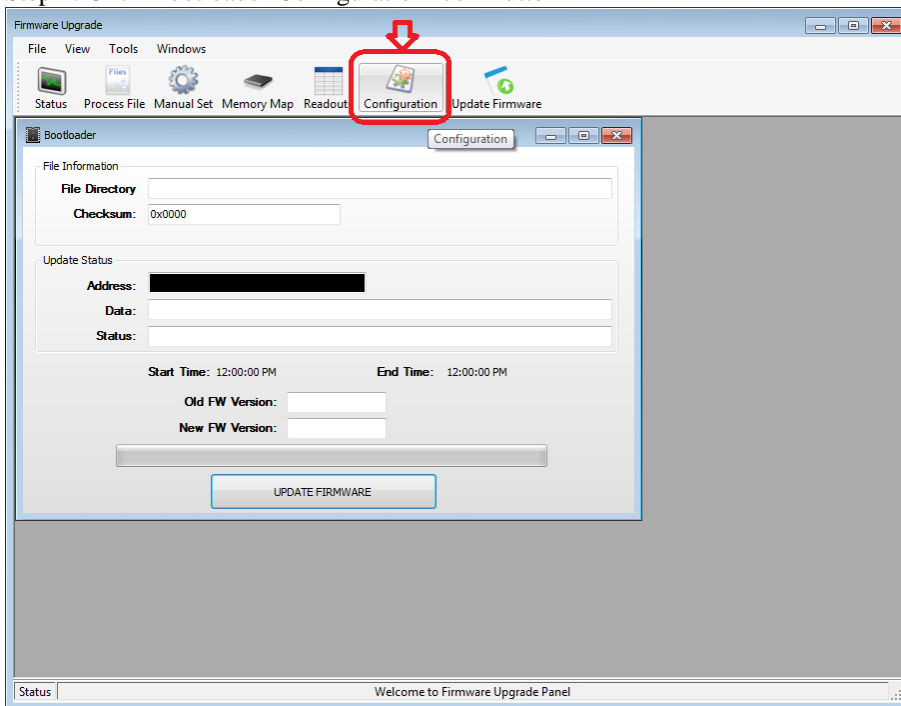 Firmware Upgrade
File View Tools Windows
Files
Status Process File Manual Set Memory Map Readout Configuration Update Firmware
Bootloader
Configuration
File Information
File Directory
Checksum: 0x0000
Update Status
Address:
Data:
Status:
Start Time: 12:00:00 PM End Time: 12:00:00 PM
Old FW Version:
New FW Version:
UPDATE FIRMWARE
Status Welcome to Firmware Upgrade Panel